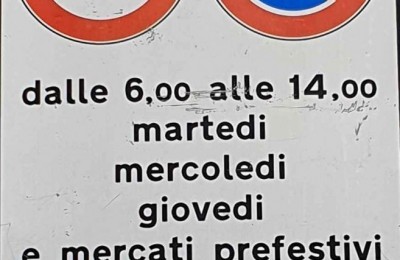 dalle 6,00 alle 14,00
martedi
mercoledi
giovedi
e mercati prefestivi